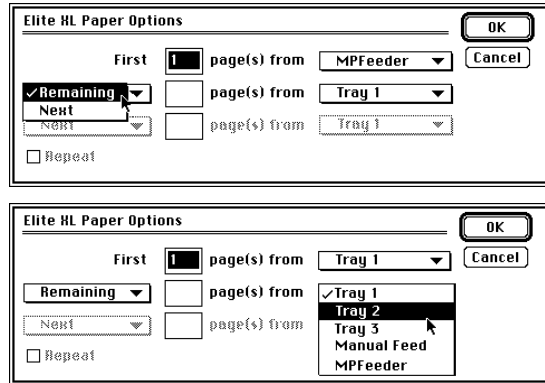 Elite XL Paper Options
OK
First 1 page(s) from MPFeeder
Cancel
✓Remaining page(s) from Tray 1
Next
Next page(s) from Tray 1
Repeat
Elite XL Paper Options
OK
First 1 page(s) from Tray 1
Cancel
Remaining page(s) from ✓Tray 1
Tray 2
Next page(s) from Tray 3
Manual Feed
Repeat MPFeeder